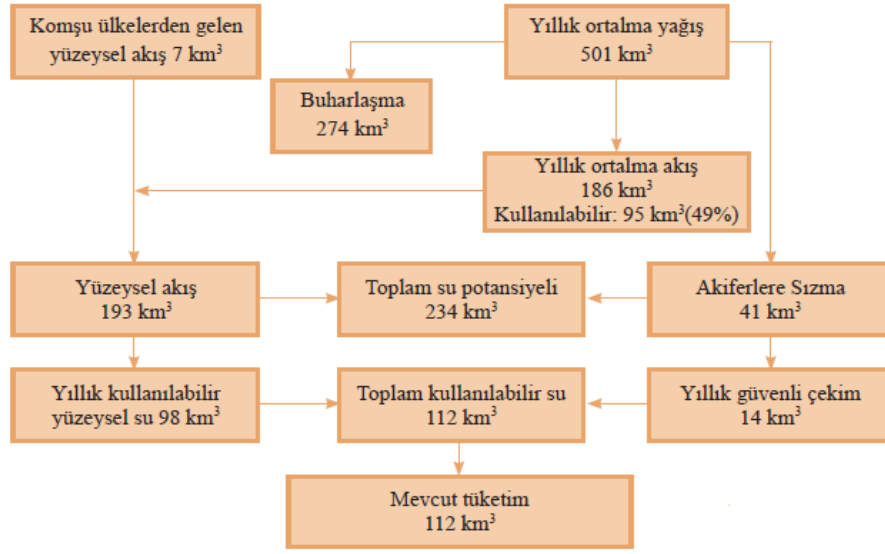 Komşu ülkelerden gelen
yüzeysel akış 7 km³
Yıllık ortalma yağış
501 km³
Buharlaşma
274 km³
Yıllık ortalma akış
186 km³
Kullanılabilir: 95 km³(49%)
Yüzeysel akış
193 km³
Toplam su potansiyeli
234 km³
Akiferlere Sızma
41 km³
Yıllık kullanılabilir
yüzeysel su 98 km³
Toplam kullanılabilir su
112 km³
Yıllık güvenli çekim
14 km³
Mevcut tüketim
112 km³